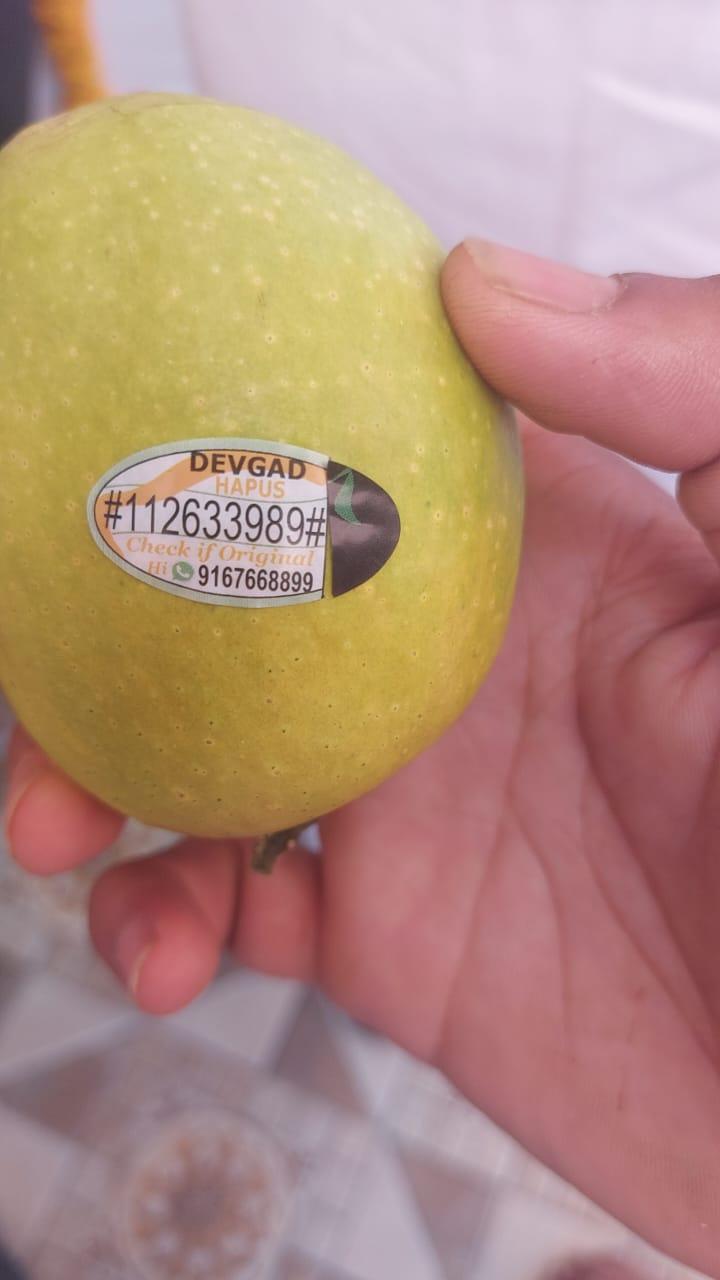 DEVGAD
HAPUS
#112633989#
Check if Original
Hi 9167668899